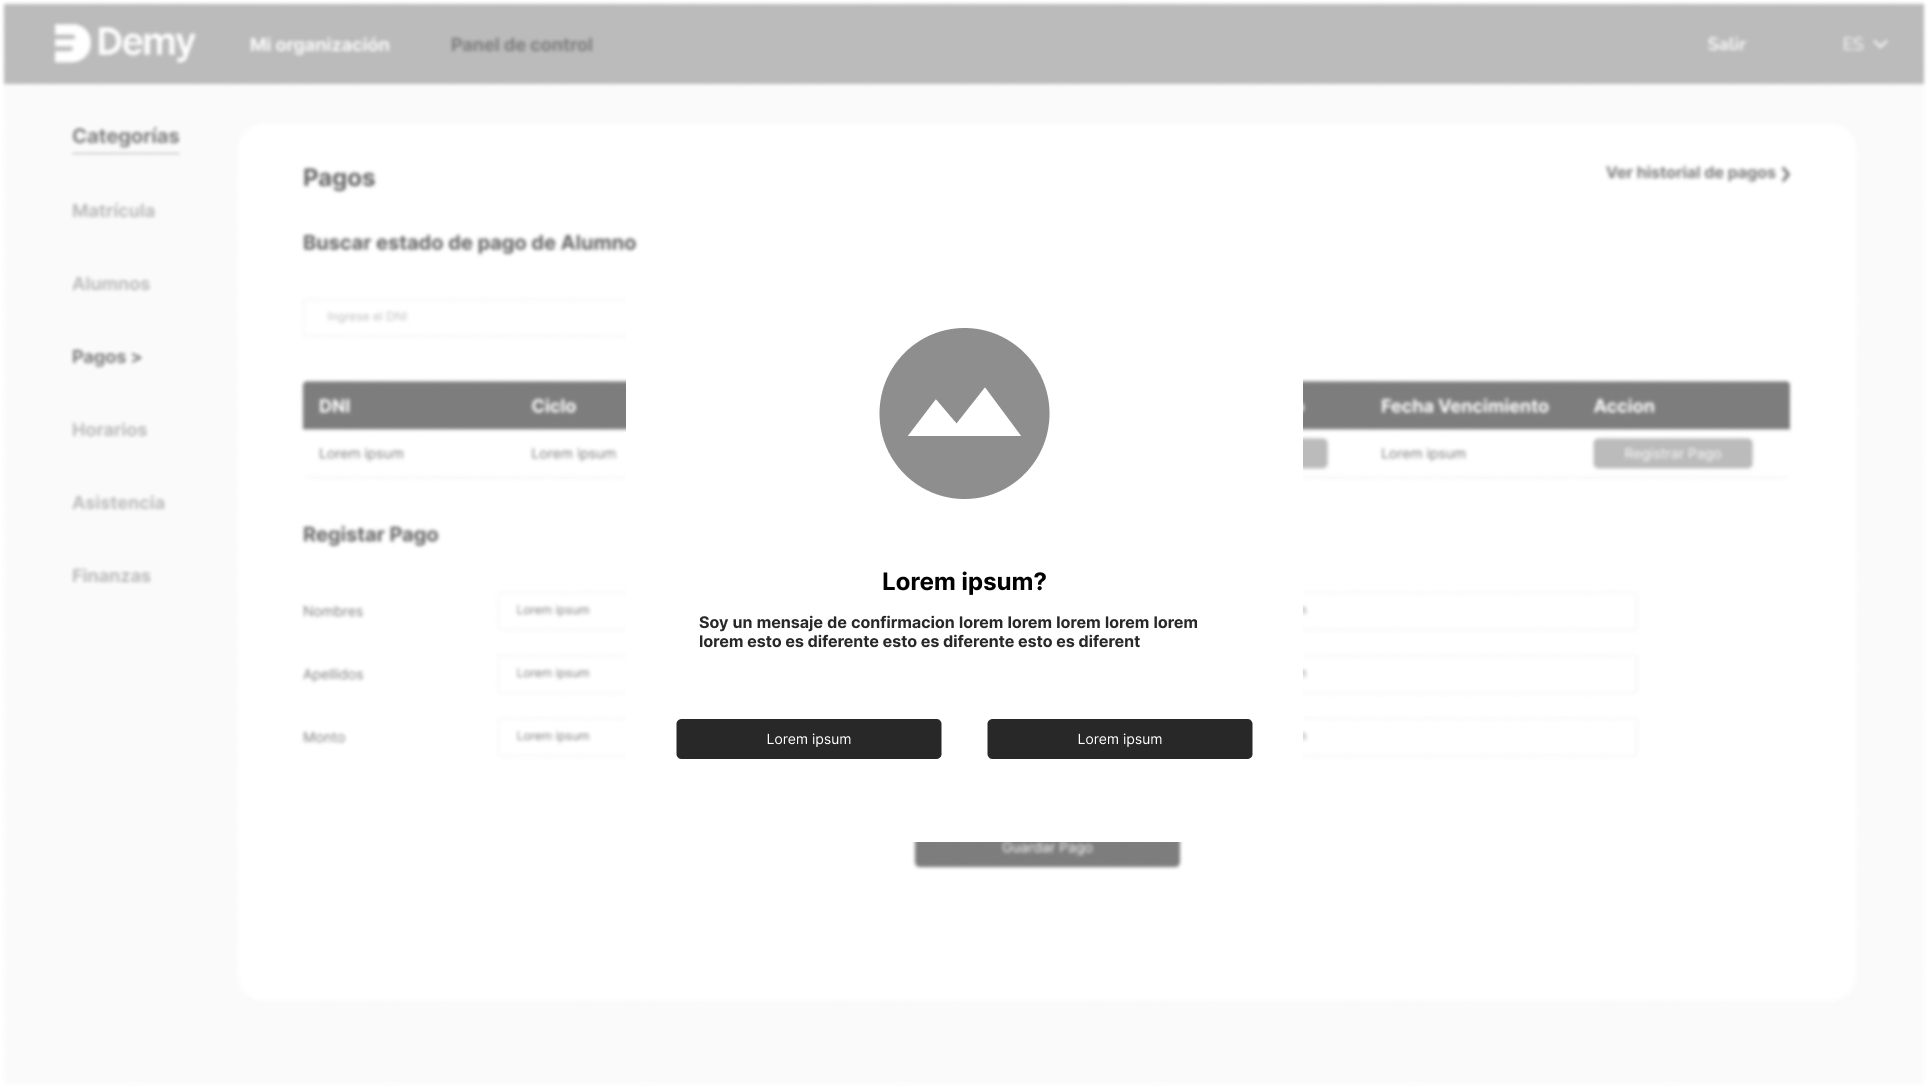 Demy
Mi organización
Panel de control
Salir
ES
Categorías
Matrícula
Alumnos
Pagos >
Horarios
Asistencia
Finanzas
Pagos
Ver historial de pagos
Buscar estado de pago de Alumno
Ingrese el DNI
DNI
Ciclo
Fecha Vencimiento
Accion
Lorem ipsum
Lorem ipsum
Lorem ipsum
Registrar Pago
Registar Pago
Nombres
Lorem ipsum
Apellidos
Lorem ipsum
Monto
Lorem ipsum
Lorem ipsum?
Soy un mensaje de confirmacion lorem lorem lorem lorem lorem
lorem esto es diferente esto es diferente esto es diferent
Lorem ipsum
Lorem ipsum
Guardar Pago